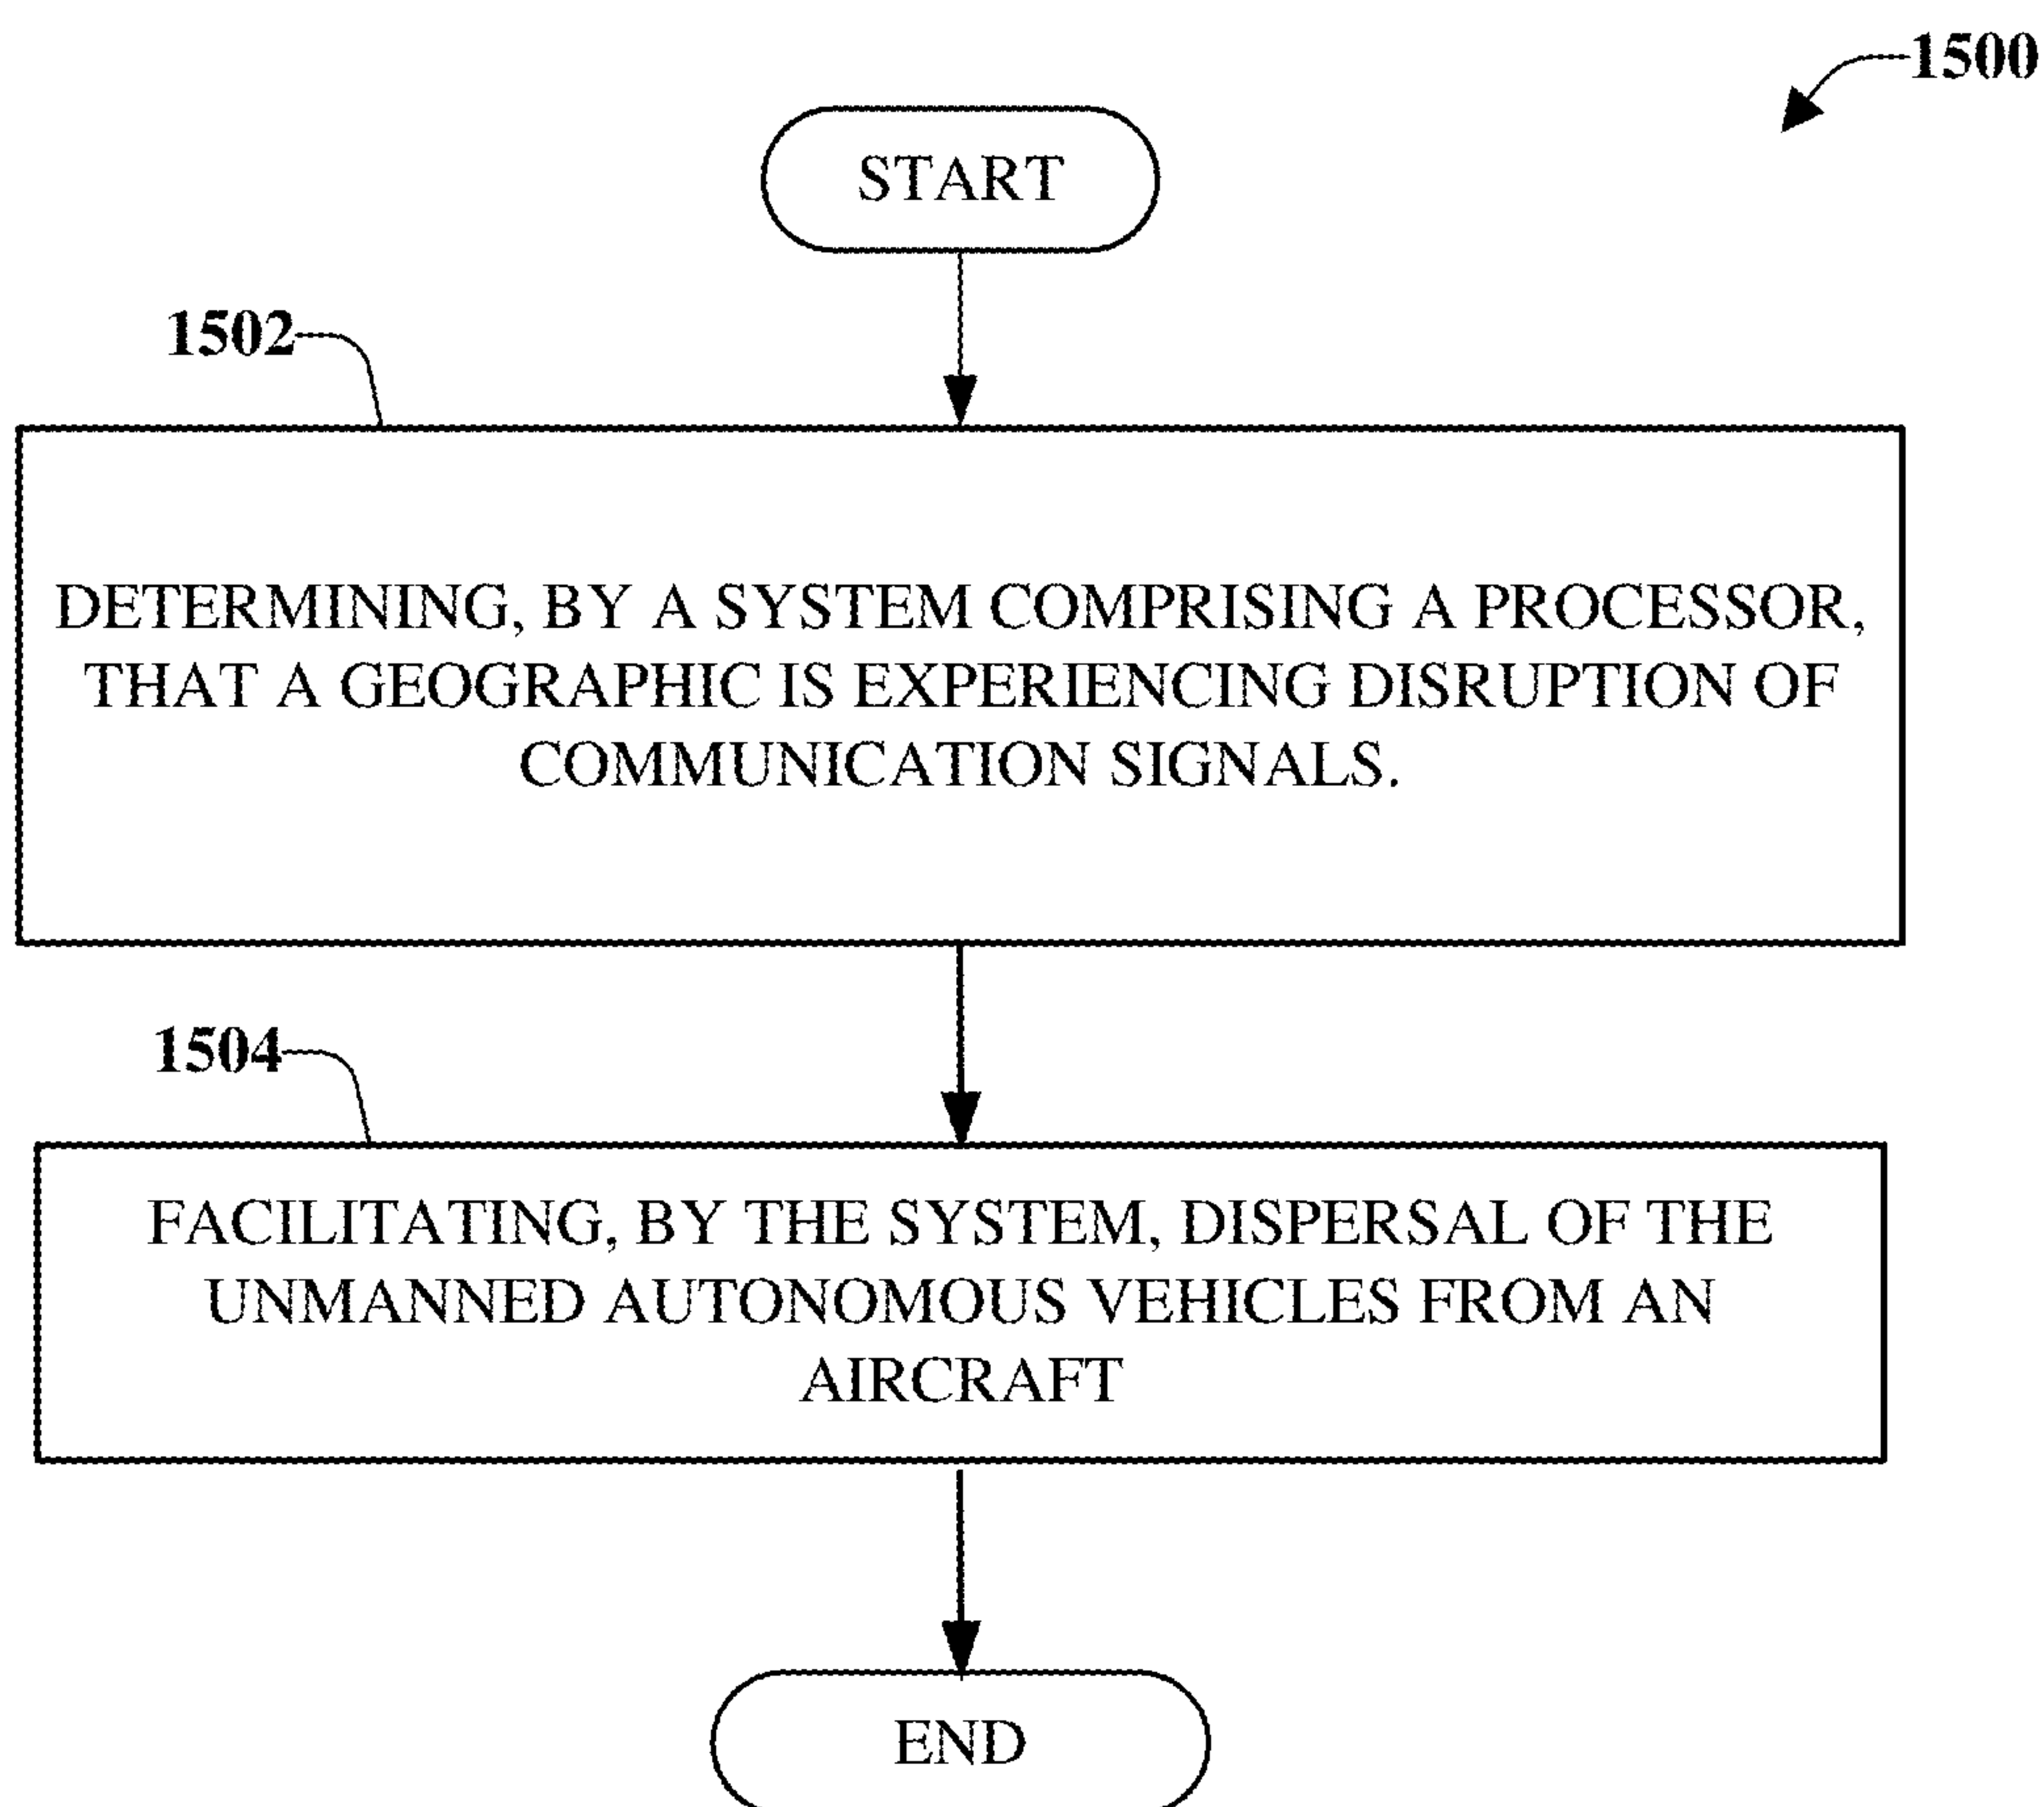 1500
START
1502
DETERMINING, BY A SYSTEM COMPRISING A PROCESSOR,
THAT A GEOGRAPHIC IS EXPERIENCING DISRUPTION OF
COMMUNICATION SIGNALS.
1504
FACILITATING, BY THE SYSTEM, DISPERSAL OF THE
UNMANNED AUTONOMOUS VEHICLES FROM AN
AIRCRAFT
END